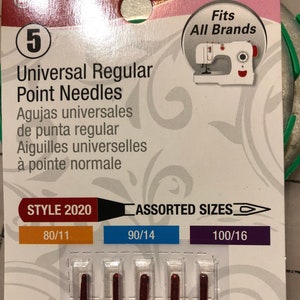 Fits
All Brands
5
Universal Regular
Point Needles
Agujas universales
de punta regular
Aiguilles universelles
à pointe normale
STYLE 2020 ASSORTED SIZES
80/11 90/14 100/16